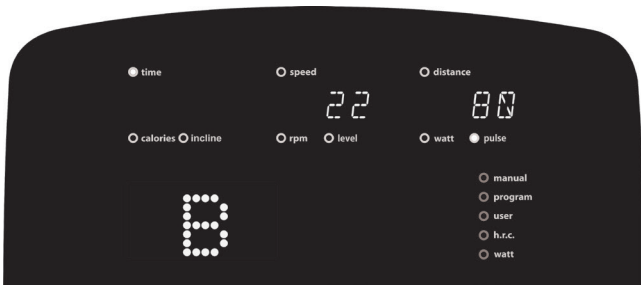 time speed distance
22 80
calories incline rpm level watt pulse
manual
program
user
h.r.c.
watt
B